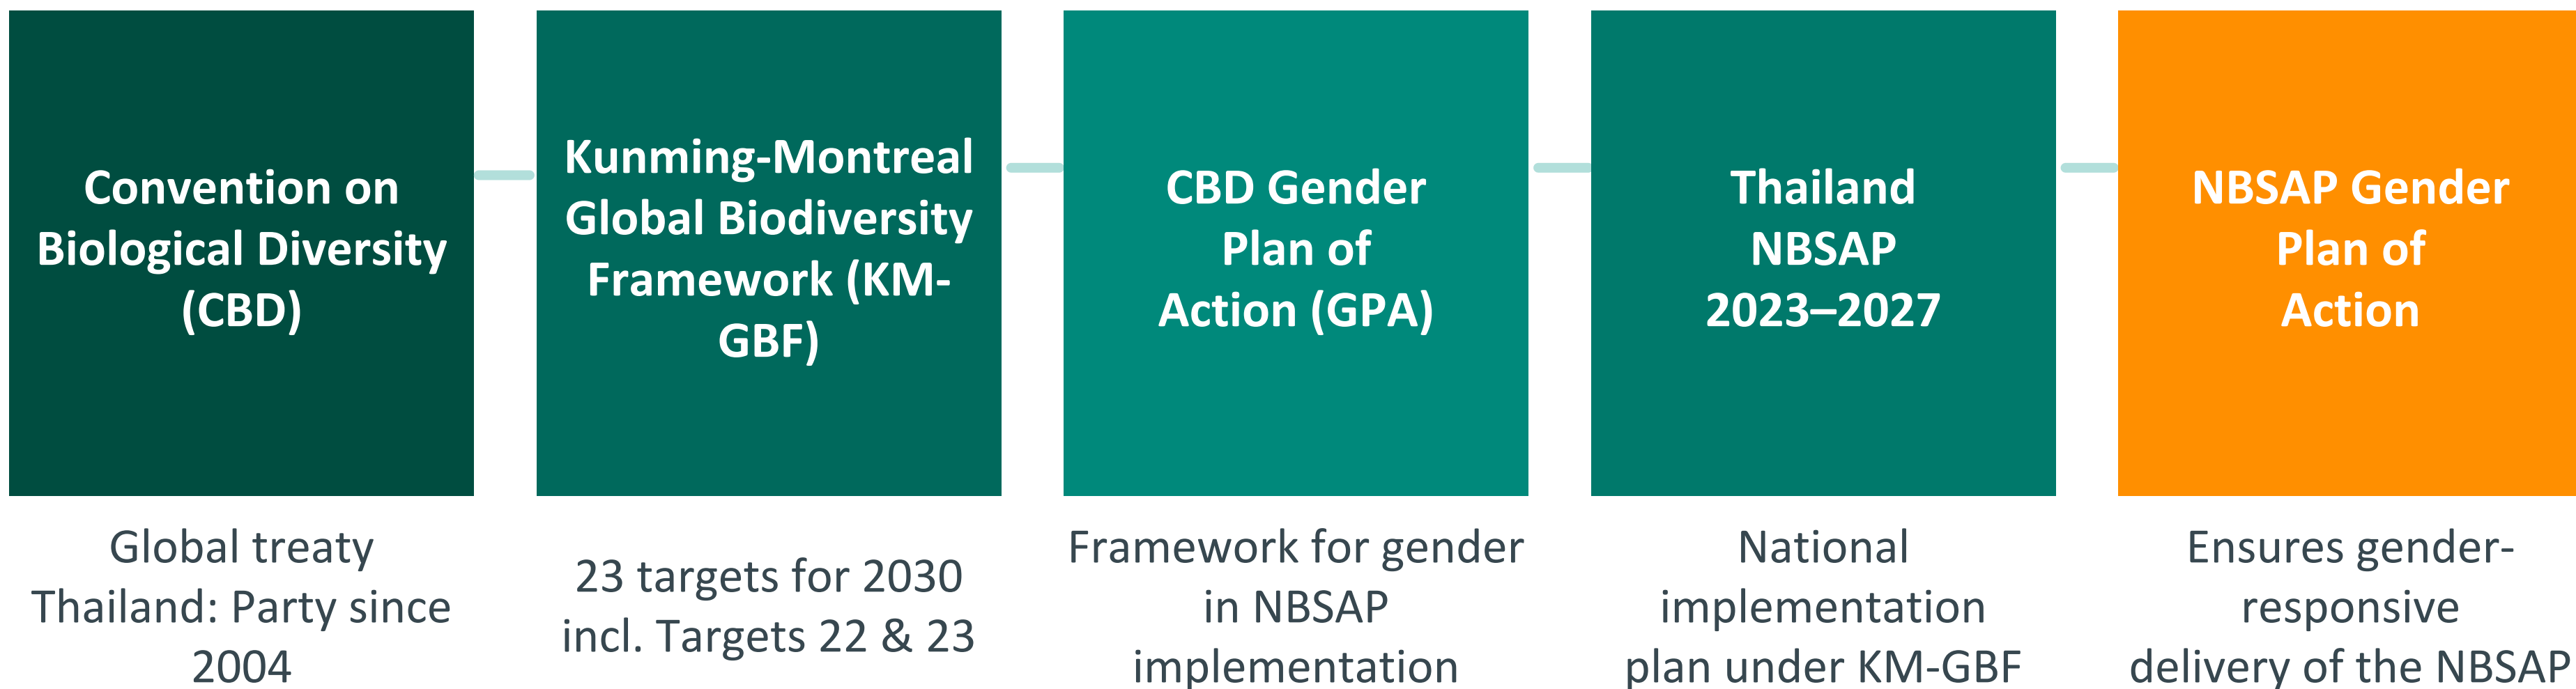 Convention on
Biological Diversity
(CBD)
Kunming-Montreal
Global Biodiversity
Framework (KM-
GBF)
CBD Gender
Plan of
Action (GPA)
Thailand
NBSAP
2023–2027
NBSAP Gender
Plan of
Action
Global treaty
Thailand: Party since
2004
23 targets for 2030
incl. Targets 22 & 23
Framework for gender
in NBSAP
implementation
National
implementation
plan under KM-GBF
Ensures gender-
responsive
delivery of the NBSAP